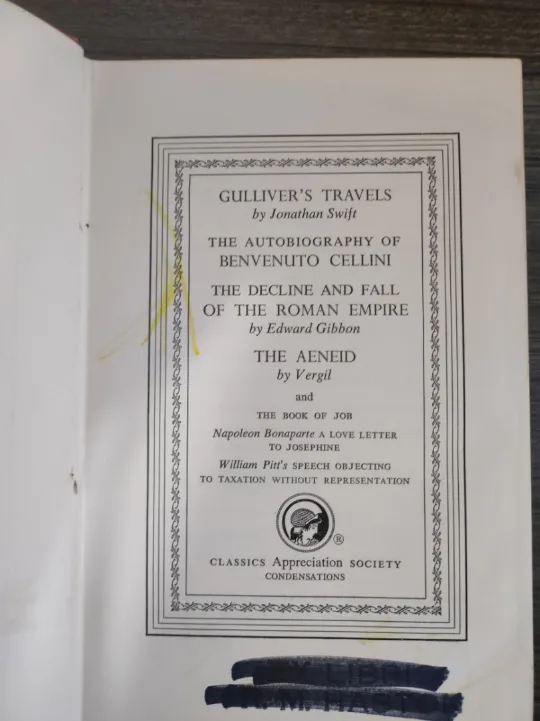 GULLIVER'S TRAVELS
by Jonathan Swift
THE AUTOBIOGRAPHY OF
BENVENUTO CELLINI
THE DECLINE AND FALL
OF THE ROMAN EMPIRE
by Edward Gibbon
THE AENEID
by Vergil
and
THE BOOK OF JOB
Napoleon Bonaparte A LOVE LETTER
TO JOSEPHINE
William Pitt's SPEECH OBJECTING
TO TAXATION WITHOUT REPRESENTATION
®
CLASSICS Appreciation SOCIETY
CONDENSATIONS